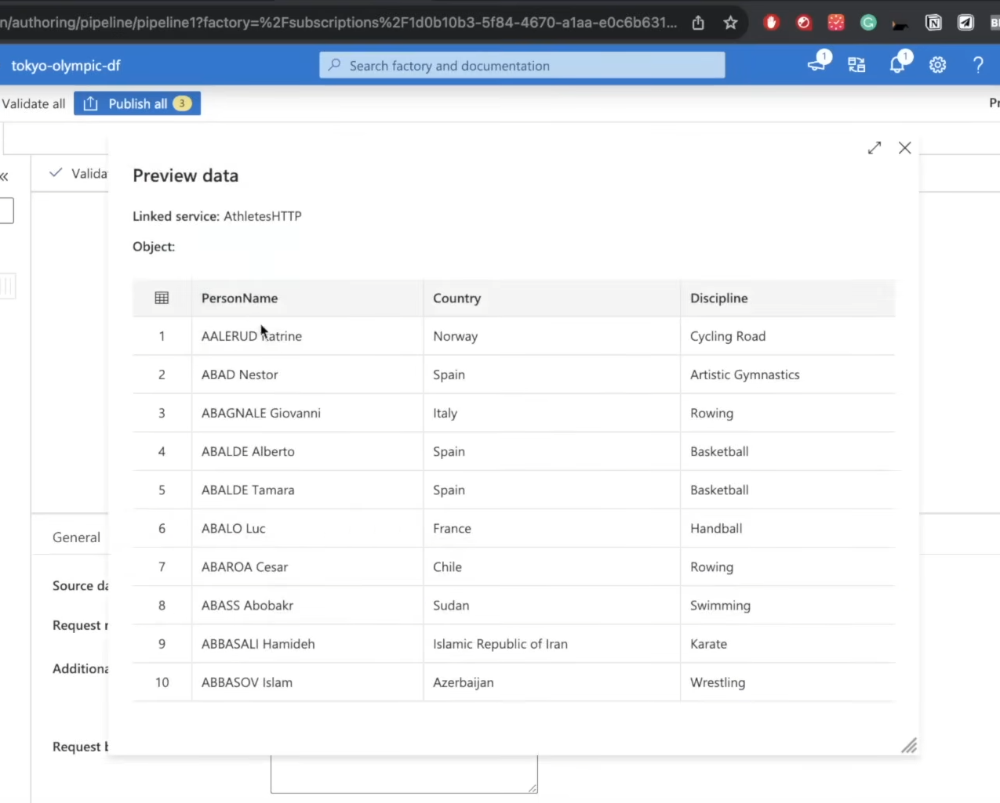 n/authoring/pipeline/pipeline1?factory=%2Fsubscriptions%2F1d0b10b3-5f84-4670-a1aa-e0c6b631...
tokyo-olympic-df
Search factory and documentation
1
1
?
Validate all
Publish all
3
Pr
«
Valida
Preview data
Linked service: AthletesHTTP
Object:
PersonName Country Discipline
1 AALERUD Katrine Norway Cycling Road
2 ABAD Nestor Spain Artistic Gymnastics
3 ABAGNALE Giovanni Italy Rowing
4 ABALDE Alberto Spain Basketball
5 ABALDE Tamara Spain Basketball
6 ABALO Luc France Handball
7 ABAROA Cesar Chile Rowing
8 ABASS Abobakr Sudan Swimming
9 ABBASALI Hamideh Islamic Republic of Iran Karate
10 ABBASOV Islam Azerbaijan Wrestling
General
Source da
Request r
Additiona
Request b